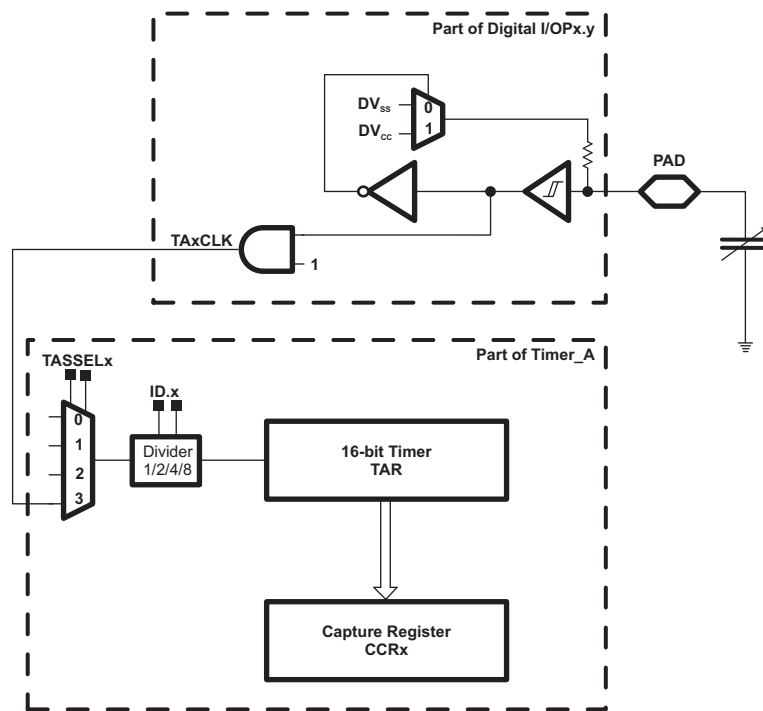 Part of Digital I/OPx.y
DVss
0
DVcc
1
PAD
TAxCLK
1
Part of Timer_A
TASSELx
ID.x
0
1
2
3
Divider
1/2/4/8
16-bit Timer
TAR
Capture Register
CCRx